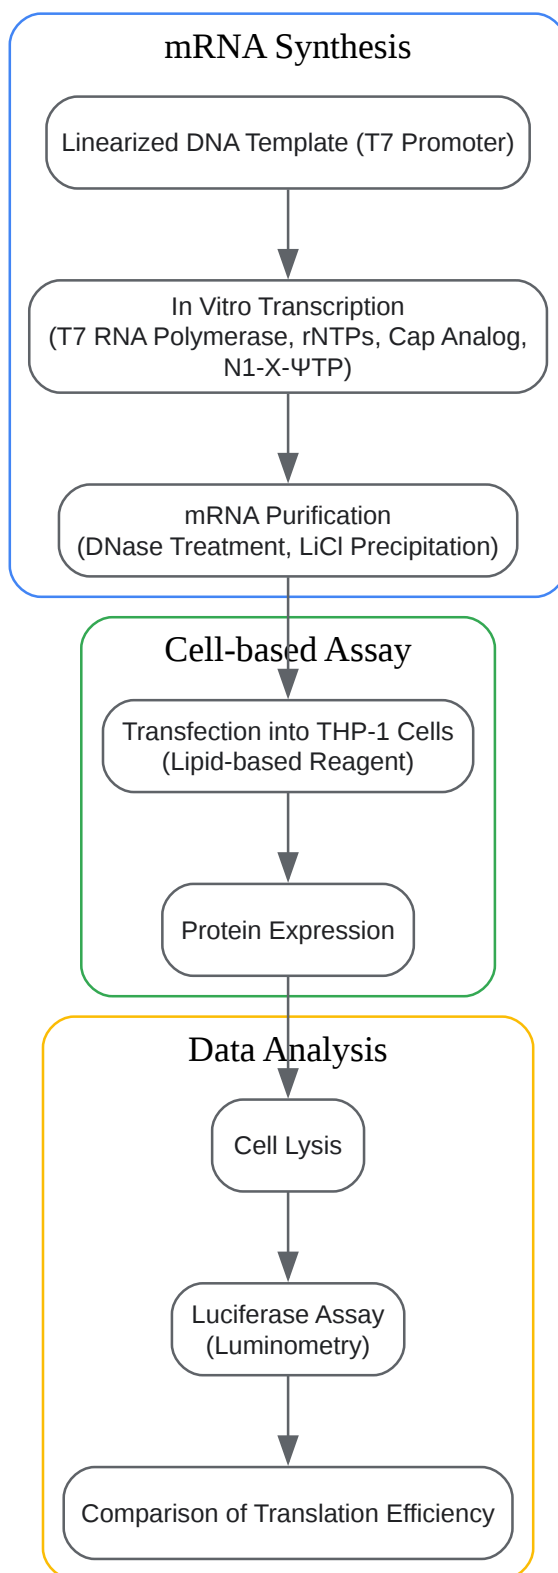 mRNA Synthesis
Linearized DNA Template (T7 Promoter)
In Vitro Transcription
(T7 RNA Polymerase, rNTPs, Cap Analog,
N1-X-ΨTP)
mRNA Purification
(DNase Treatment, LiCl Precipitation)
Cell-based Assay
Transfection into THP-1 Cells
(Lipid-based Reagent)
Protein Expression
Data Analysis
Cell Lysis
Luciferase Assay
(Luminometry)
Comparison of Translation Efficiency